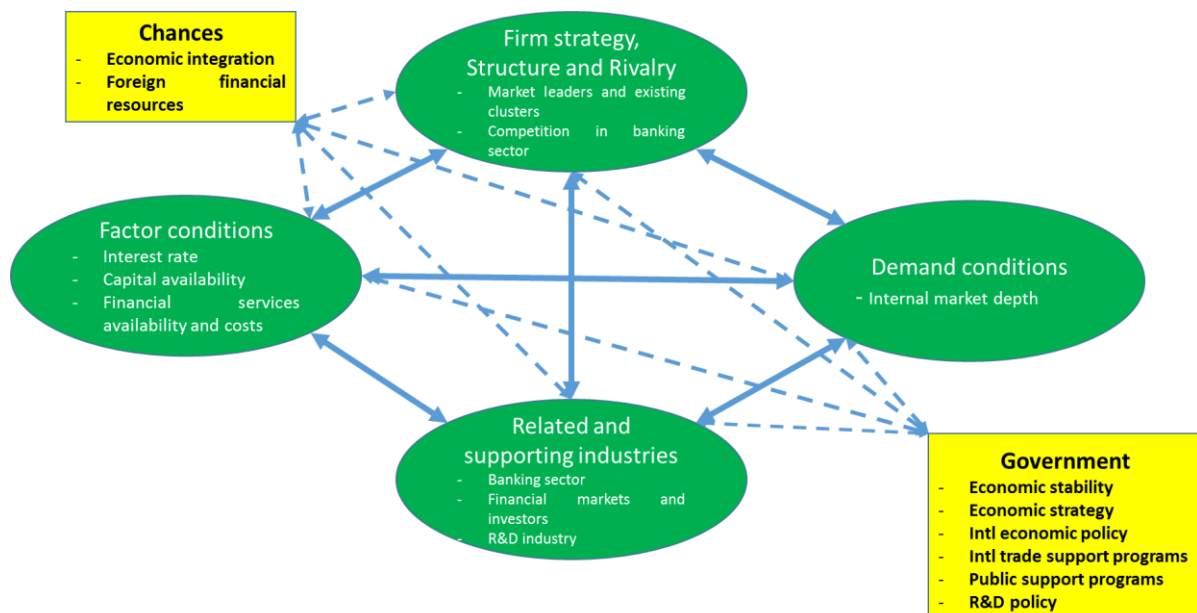 Chances
- Economic integration
- Foreign financial
resources
Firm strategy,
Structure and Rivalry
- Market leaders and existing
clusters
- Competition in banking
sector
Factor conditions
- Interest rate
- Capital availability
- Financial services
availability and costs
Demand conditions
- Internal market depth
Related and
supporting industries
- Banking sector
- Financial markets and
investors
- R&D industry
Government
- Economic stability
- Economic strategy
- Intl economic policy
- Intl trade support programs
- Public support programs
- R&D policy